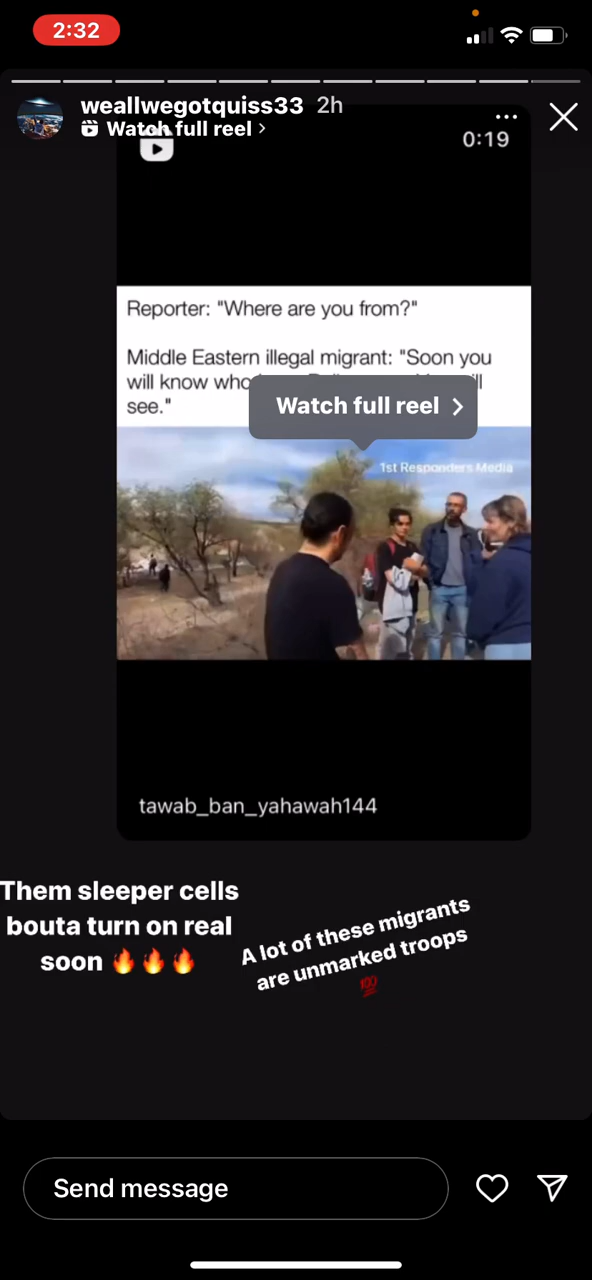 2:32
weallwegotquiss33 2h
Watch full reel >
0:19
Reporter: "Where are you from?"
Middle Eastern illegal migrant: "Soon you
will know who
see."
Watch full reel >
1st Responders Media
tawab_ban_yahawah144
Them sleeper cells
bouta turn on real
soon 🔥🔥🔥
A lot of these migrants
are unmarked troops
💯
Send message